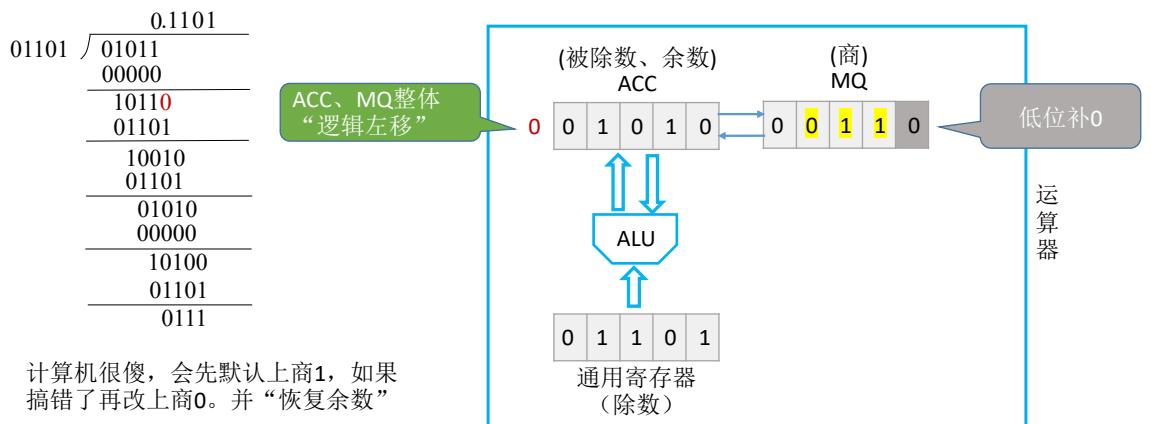 0.1101
01101 01011
00000
10110
01101
10010
01101
01010
00000
10100
01101
0111
计算机很傻，会先默认上商1，如果
搞错了再改上商0。并“恢复余数”
ACC、MQ整体
“逻辑左移”
(被除数、余数)
ACC
(商)
MQ
0 0 1 0 1 0
0 0 1 1 0
低位补0
ALU
0 1 1 0 1
通用寄存器
（除数）
运
算
器